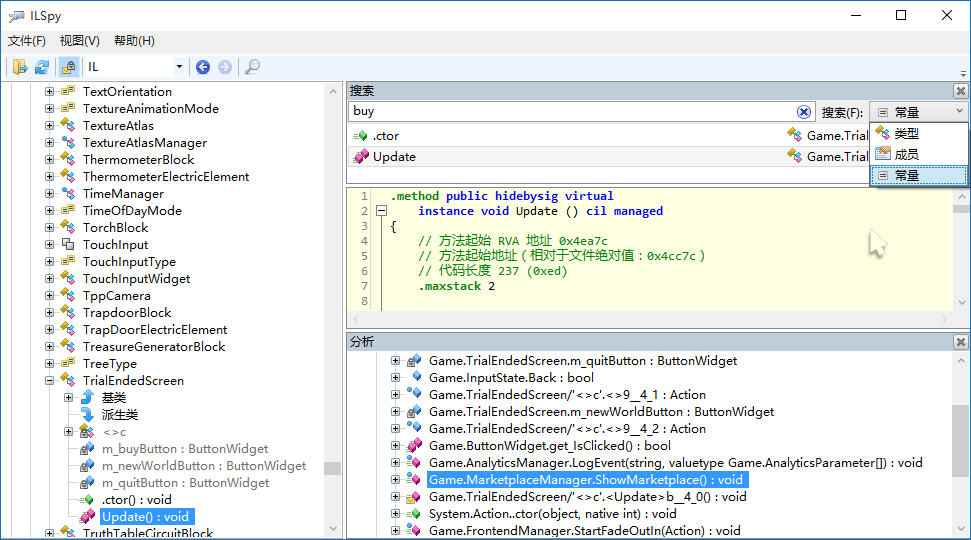 ILSpy
文件(F) 视图(V) 帮助(H)
IL
TextOrientation
TextureAnimationMode
TextureAtlas
TextureAtlasManager
ThermometerBlock
ThermometerElectricElement
TimeManager
TimeOfDayMode
TorchBlock
TouchInput
TouchInputType
TouchInputWidget
TppCamera
TrapdoorBlock
TrapDoorElectricElement
TreasureGeneratorBlock
TreeType
TrialEndedScreen
基类
派生类
<>c
m_buyButton : ButtonWidget
m_newWorldButton : ButtonWidget
m_quitButton : ButtonWidget
.ctor() : void
Update() : void
TruthTableCircuitBlock
搜索
buy 搜索(F): 常量
类型
成员
常量
.ctor Game.Trial
Update Game.Trial
1 .method public hidebysig virtual
2 instance void Update () cil managed
3 {
4 // 方法起始 RVA 地址 0x4ea7c
5 // 方法起始地址（相对于文件绝对值：0x4cc7c）
6 // 代码长度 237 (0xed)
7 .maxstack 2
8
分析
Game.TrialEndedScreen.m_quitButton : ButtonWidget
Game.InputState.Back : bool
Game.TrialEndedScreen/'<>c'.<>9__4_1 : Action
Game.TrialEndedScreen.m_newWorldButton : ButtonWidget
Game.TrialEndedScreen/'<>c'.<>9__4_2 : Action
Game.ButtonWidget.get_IsClicked() : bool
Game.AnalyticsManager.LogEvent(string, valuetype Game.AnalyticsParameter[]) : void
Game.MarketplaceManager.ShowMarketplace() : void
Game.TrialEndedScreen/'<>c'.<Update>b__4_0() : void
System.Action..ctor(object, native int) : void
Game.FrontendManager.StartFadeOutIn(Action) : void